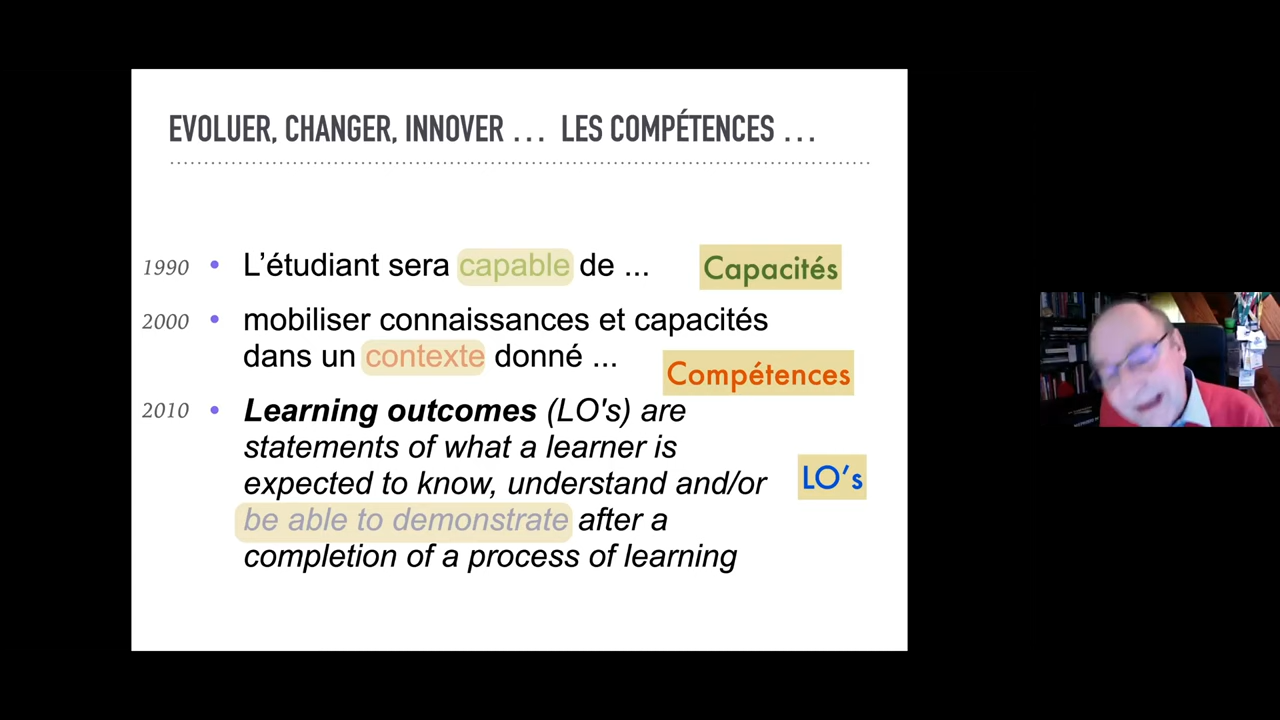 EVOLUER, CHANGER, INNOVER … LES COMPÉTENCES …
1990 • L’étudiant sera capable de ... Capacités
2000 • mobiliser connaissances et capacités
dans un contexte donné ...
Compétences
2010 • Learning outcomes (LO's) are
statements of what a learner is
expected to know, understand and/or
LO’s
be able to demonstrate after a
completion of a process of learning